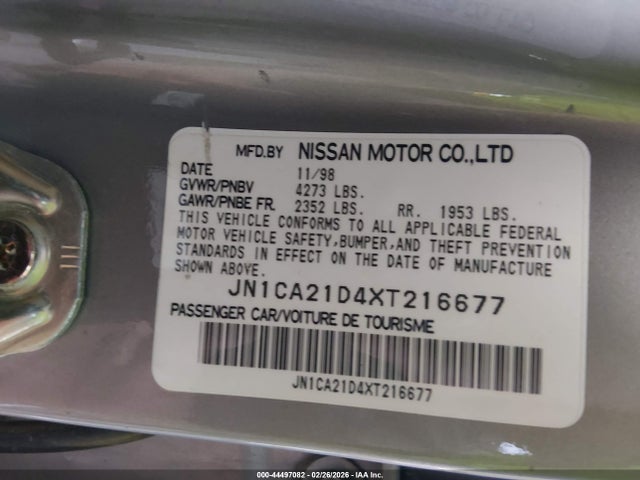 MFD.BY NISSAN MOTOR CO.,LTD
DATE 11/98
GVWR/PNBV 4273 LBS.
GAWR/PNBE FR. 2352 LBS. RR. 1953 LBS.
THIS VEHICLE CONFORMS TO ALL APPLICABLE FEDERAL
MOTOR VEHICLE SAFETY,BUMPER,AND THEFT PREVENTION
STANDARDS IN EFFECT ON THE DATE OF MANUFACTURE
SHOWN ABOVE.
JN1CA21D4XT216677
PASSENGER CAR/VOITURE DE TOURISME
JN1CA21D4XT216677
000-44497082 | 02/26/2026 - IAA Inc.